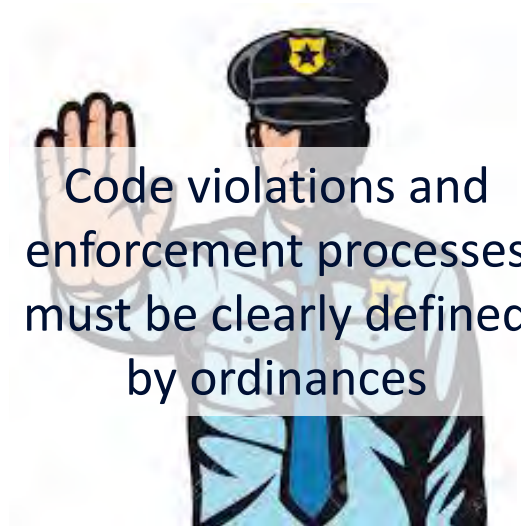 Code violations and
enforcement processes
must be clearly defined
by ordinances